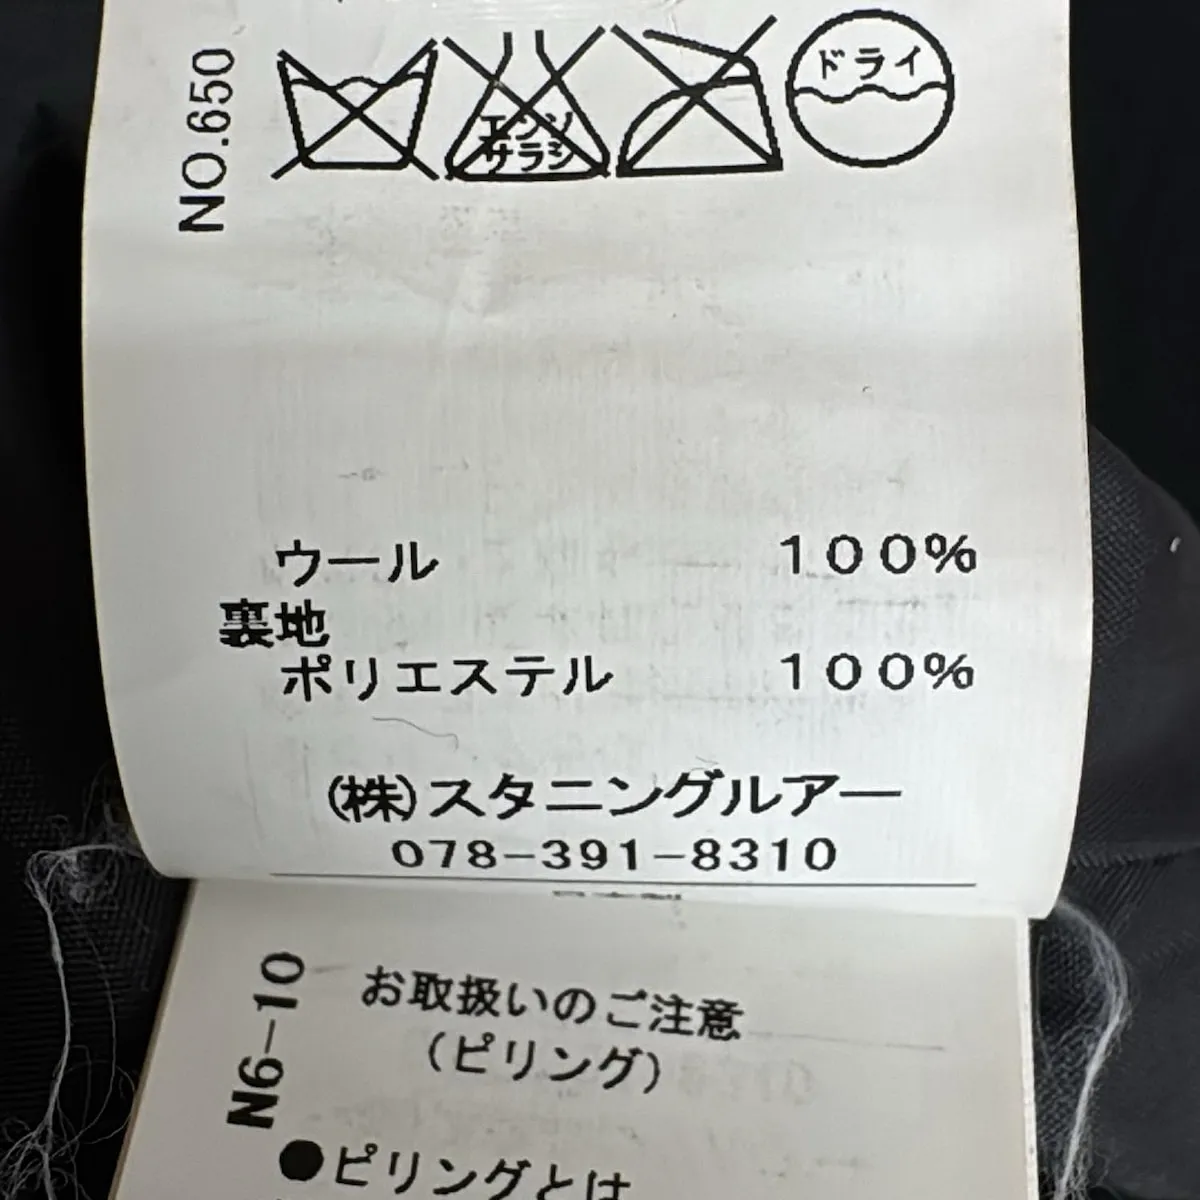 NO.650
エンソ
サラシ
ドライ
ウール 100%
裏地
ポリエステル 100%
(株)スタニングルアー
078-391-8310
N6-10
お取扱いのご注意
(ピリング)
●ピリングとは